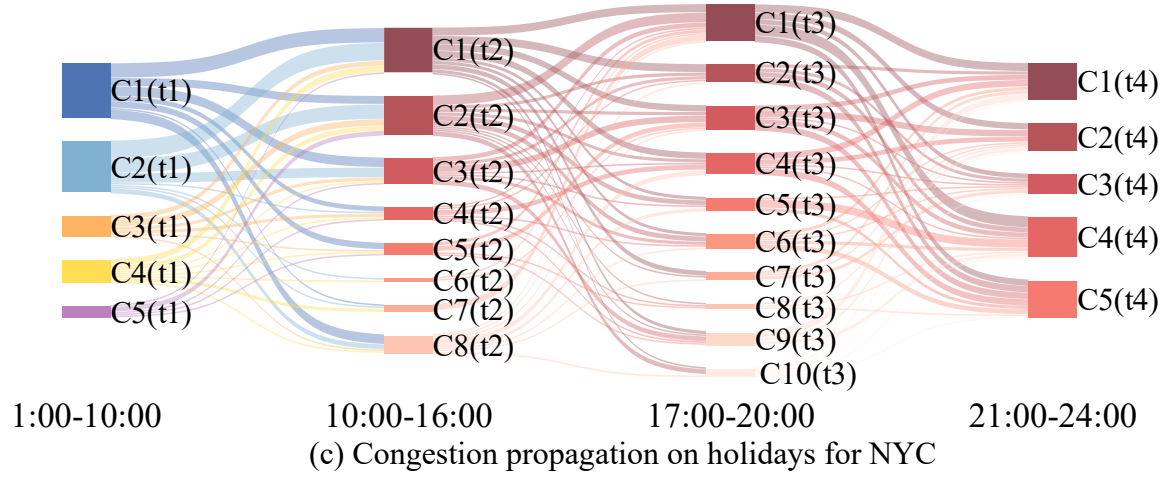 C1(t1)
C2(t1)
C3(t1)
C4(t1)
C5(t1)
C1(t2)
C2(t2)
C3(t2)
C4(t2)
C5(t2)
C6(t2)
C7(t2)
C8(t2)
C1(t3)
C2(t3)
C3(t3)
C4(t3)
C5(t3)
C6(t3)
C7(t3)
C8(t3)
C9(t3)
C10(t3)
C1(t4)
C2(t4)
C3(t4)
C4(t4)
C5(t4)
1:00-10:00 10:00-16:00 17:00-20:00 21:00-24:00
(c) Congestion propagation on holidays for NYC